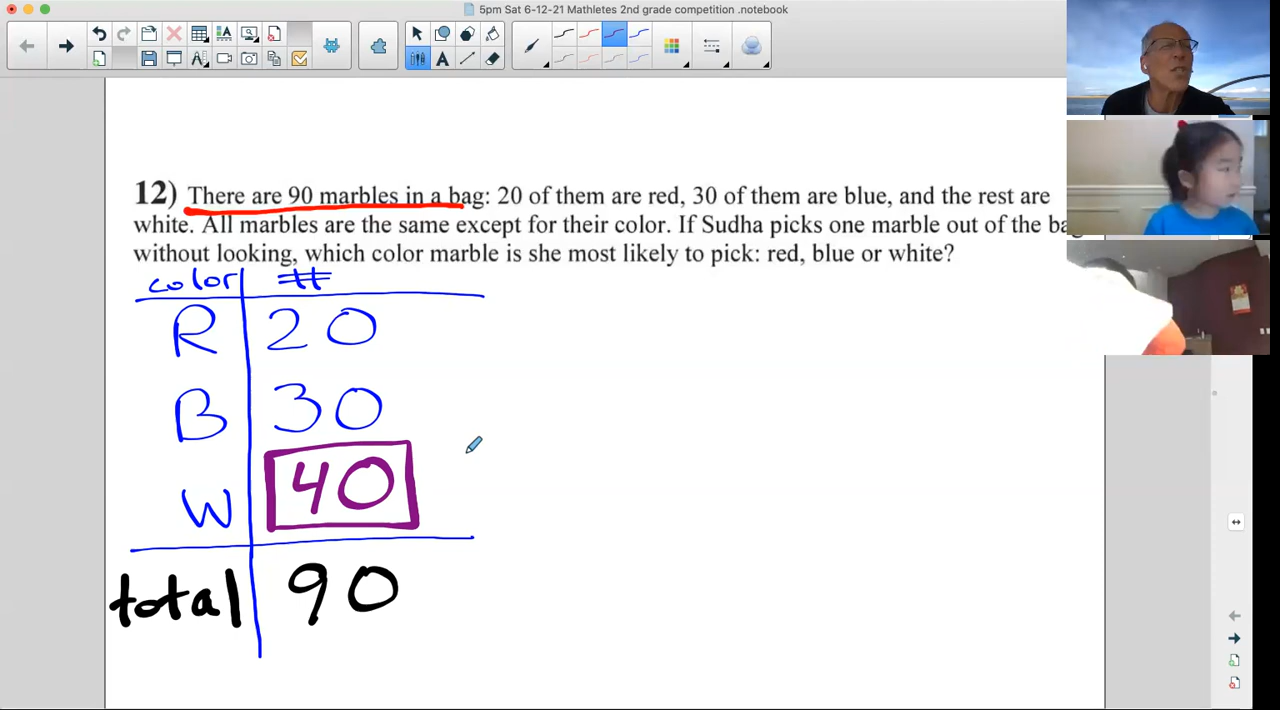 5pm Sat 6-12-21 Mathletes 2nd grade competition .notebook
12) There are 90 marbles in a bag: 20 of them are red, 30 of them are blue, and the rest are
white. All marbles are the same except for their color. If Sudha picks one marble out of the
without looking, which color marble is she most likely to pick: red, blue or white?
color #
R 20
B 30
W 40
total 90